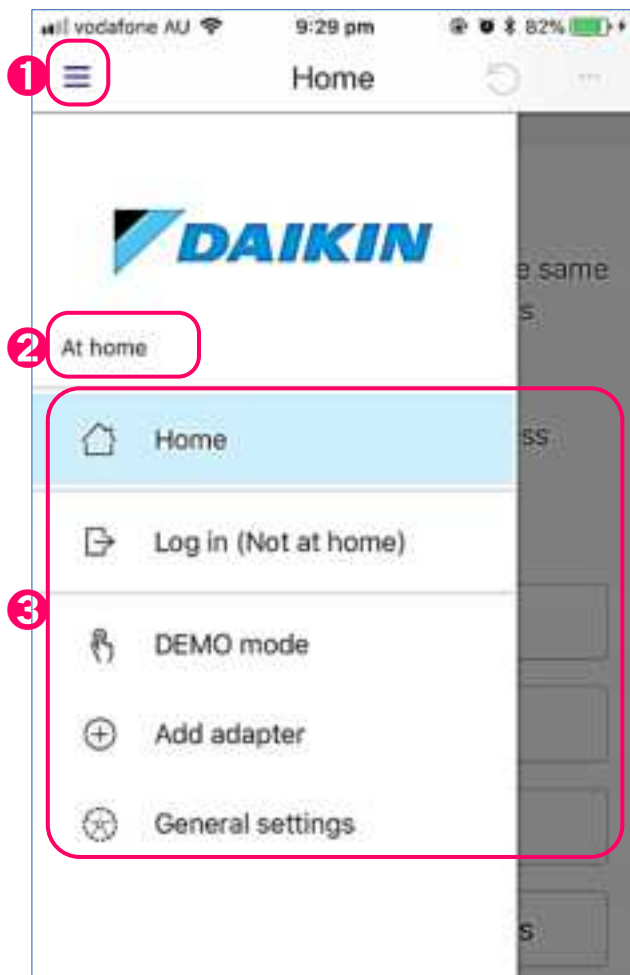 vodafone AU 9:29 pm 82%
1 Home
DAIKIN
e same
s
2 At home
Home
ss
Log in (Not at home)
3
DEMO mode
Add adapter
General settings
s